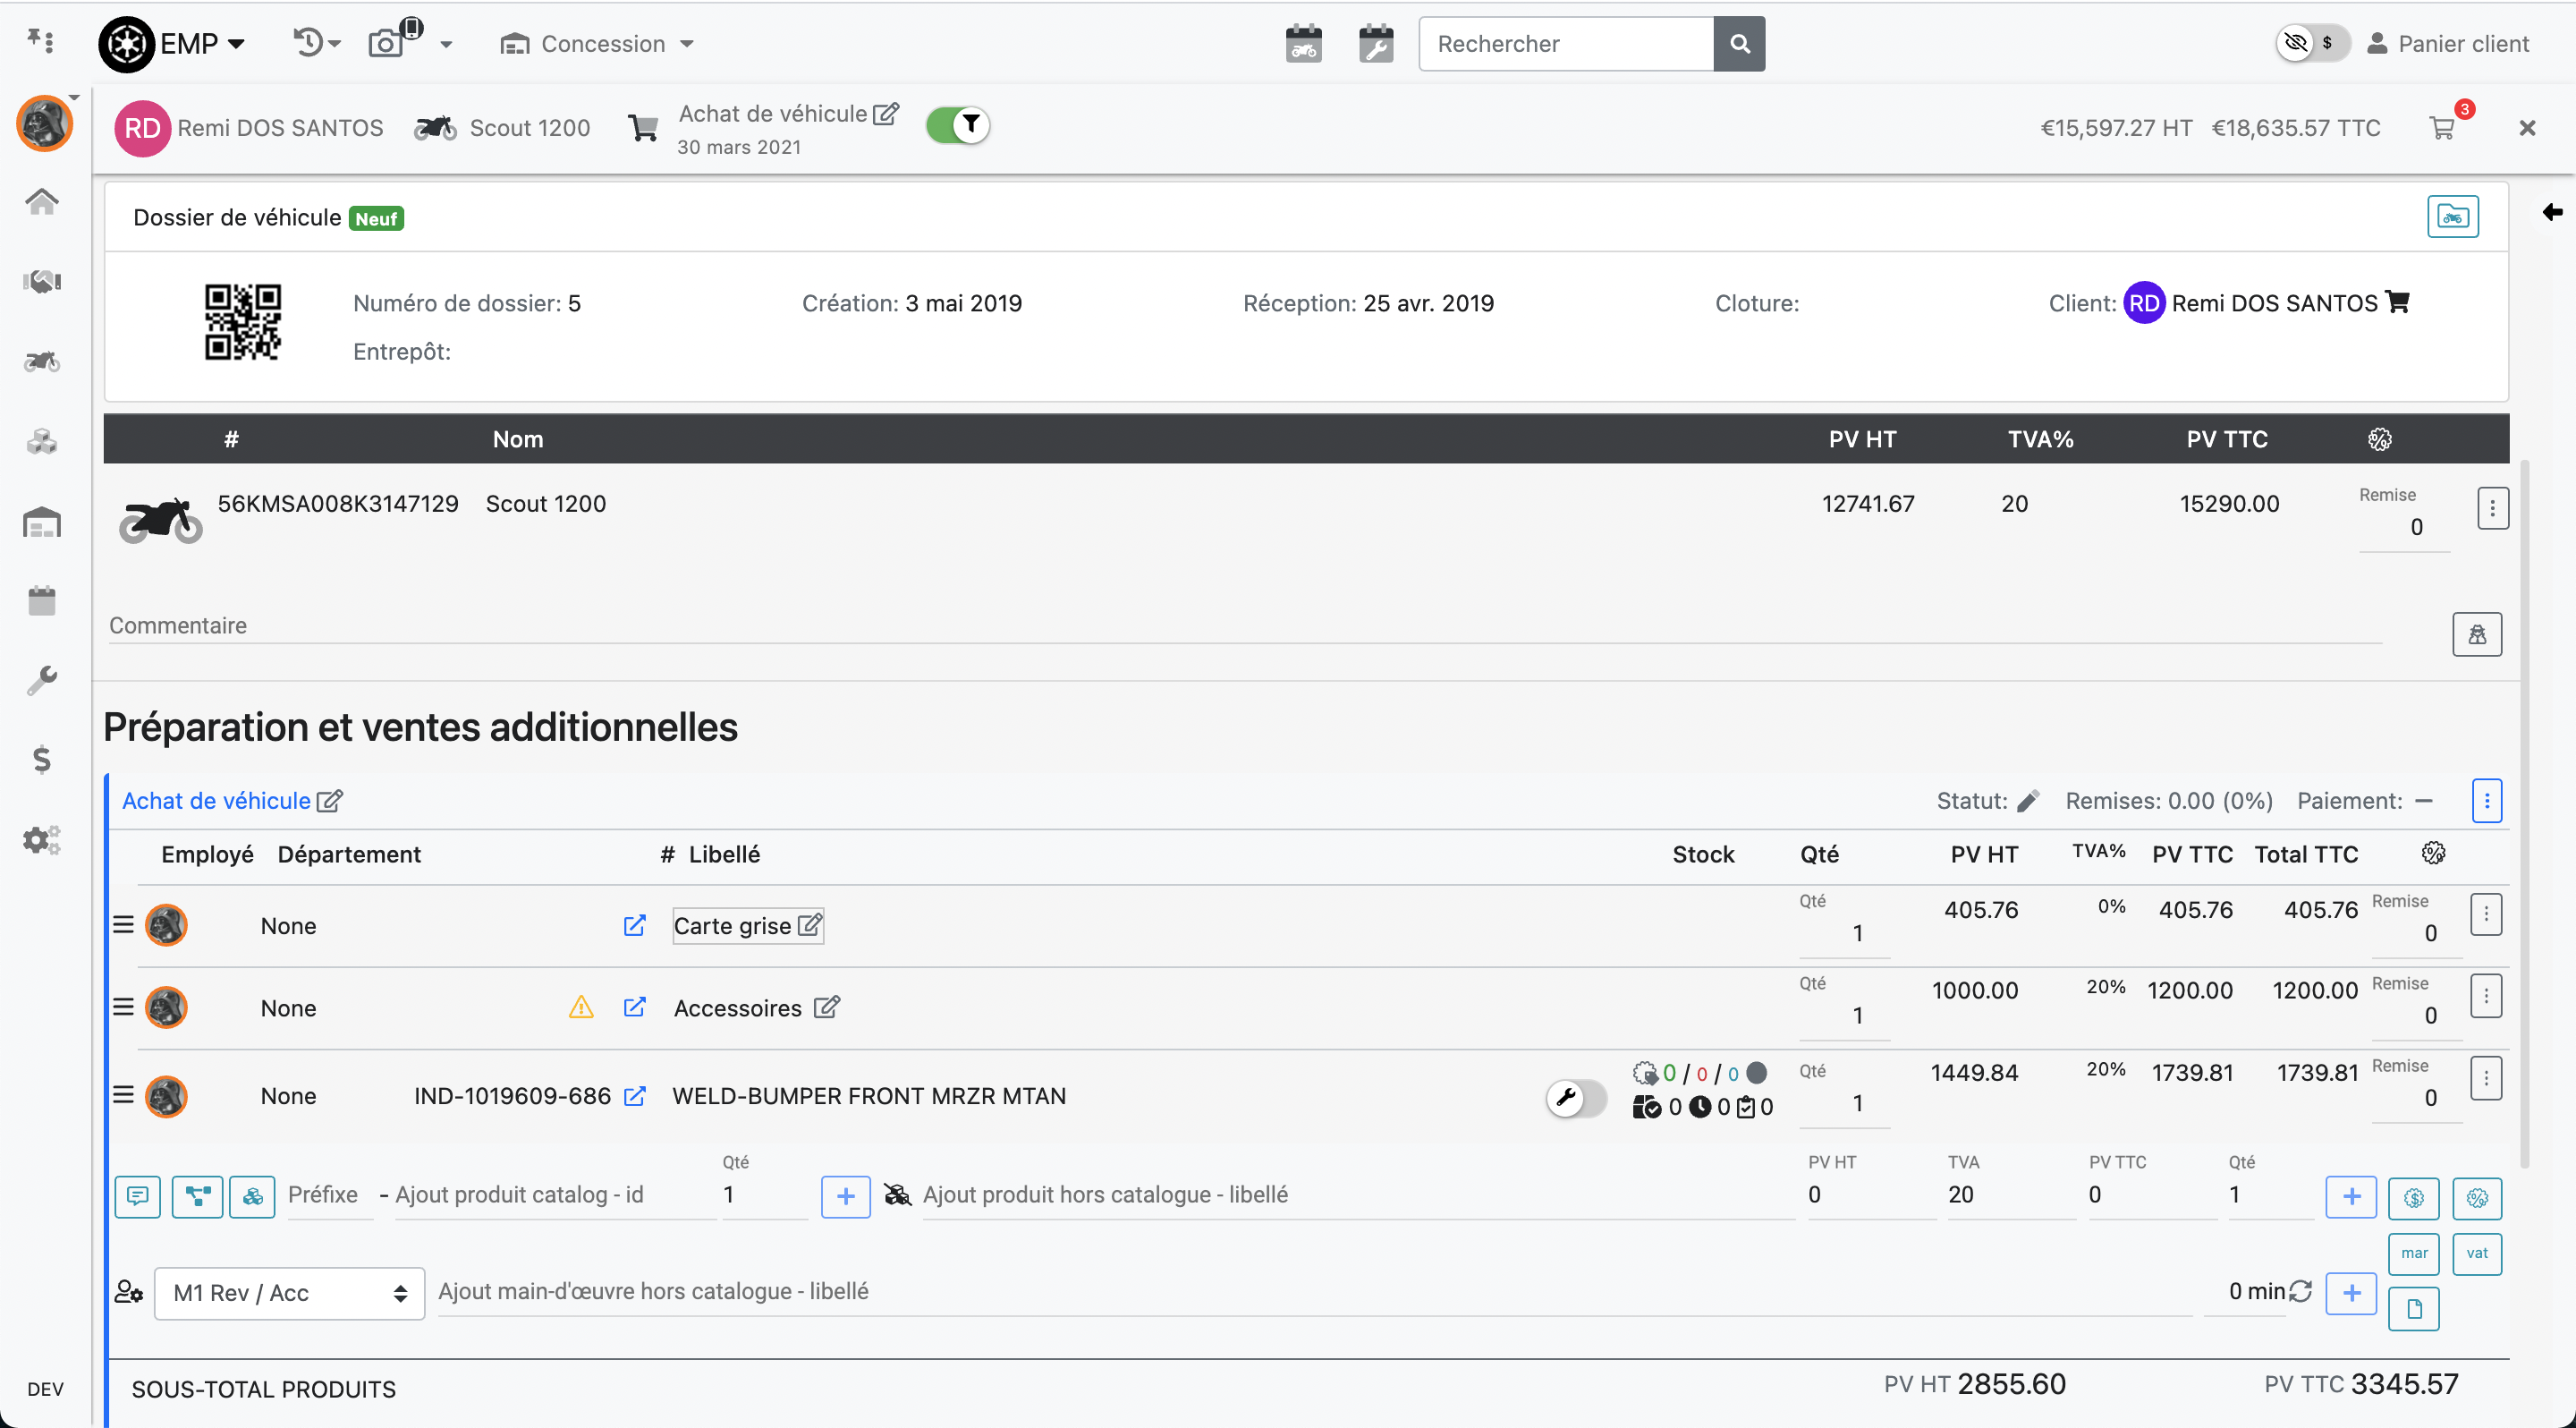 EMP
Concession
Rechercher
$
Panier client
RD Remi DOS SANTOS
Scout 1200
Achat de véhicule
30 mars 2021
€15,597.27 HT €18,635.57 TTC
3
Dossier de véhicule Neuf
Numéro de dossier: 5
Création: 3 mai 2019
Réception: 25 avr. 2019
Cloture:
Client: RD Remi DOS SANTOS
Entrepôt:
# Nom PV HT TVA% PV TTC
56KMSA008K3147129 Scout 1200 12741.67 20 15290.00
Remise
0
Commentaire
Préparation et ventes additionnelles
Achat de véhicule
Statut: Remises: 0.00 (0%) Paiement: –
Employé Département # Libellé Stock Qté PV HT TVA% PV TTC Total TTC
None Carte grise Qté 1 405.76 0% 405.76 405.76 Remise 0
None Accessoires Qté 1 1000.00 20% 1200.00 1200.00 Remise 0
None IND-1019609-686 WELD-BUMPER FRONT MRZR MTAN 0 / 0 / 0 Qté 1 1449.84 20% 1739.81 1739.81 Remise 0
0 0 0
Qté PV HT TVA PV TTC Qté
Préfixe - Ajout produit catalog - id 1 + Ajout produit hors catalogue - libellé 0 20 0 1 +
mar vat
M1 Rev / Acc Ajout main-d'œuvre hors catalogue - libellé 0 min +
DEV
SOUS-TOTAL PRODUITS PV HT 2855.60 PV TTC 3345.57